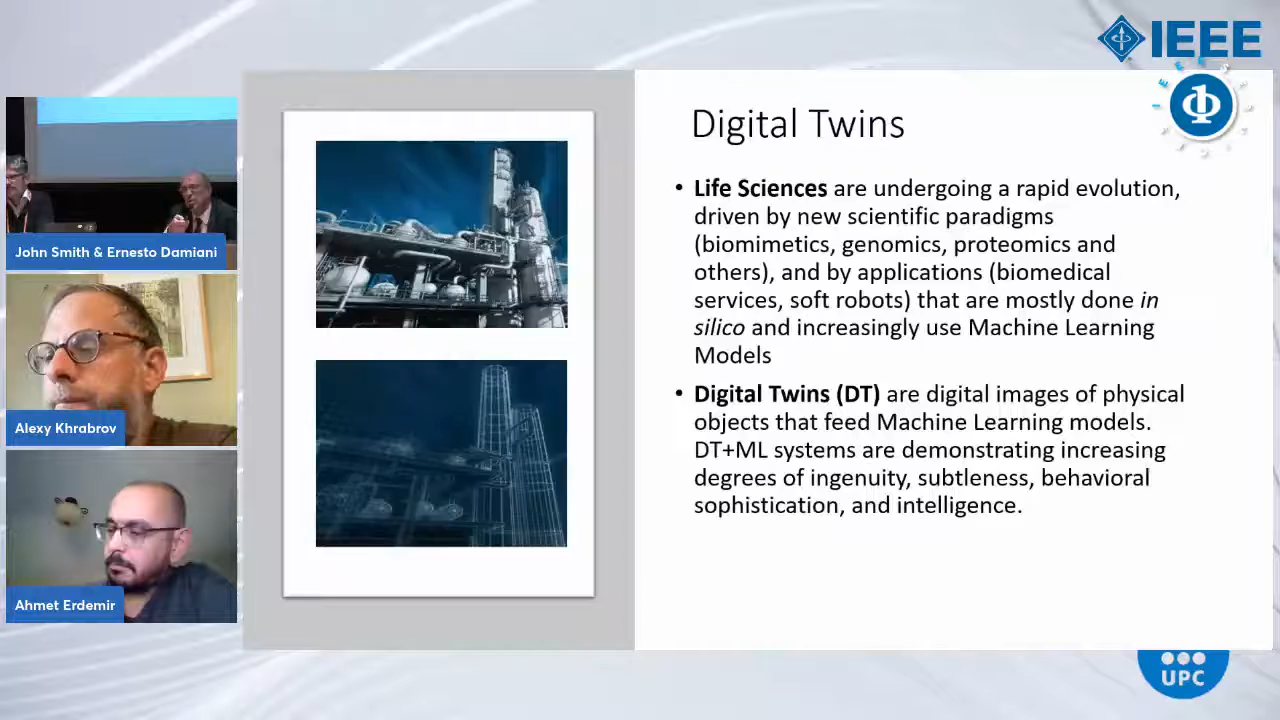 IEEE
John Smith & Ernesto Damiani
Alexy Khrabrov
Ahmet Erdemir
Digital Twins
• Life Sciences are undergoing a rapid evolution,
driven by new scientific paradigms
(biomimetics, genomics, proteomics and
others), and by applications (biomedical
services, soft robots) that are mostly done in
silico and increasingly use Machine Learning
Models
• Digital Twins (DT) are digital images of physical
objects that feed Machine Learning models.
DT+ML systems are demonstrating increasing
degrees of ingenuity, subtleness, behavioral
sophistication, and intelligence.
UPC